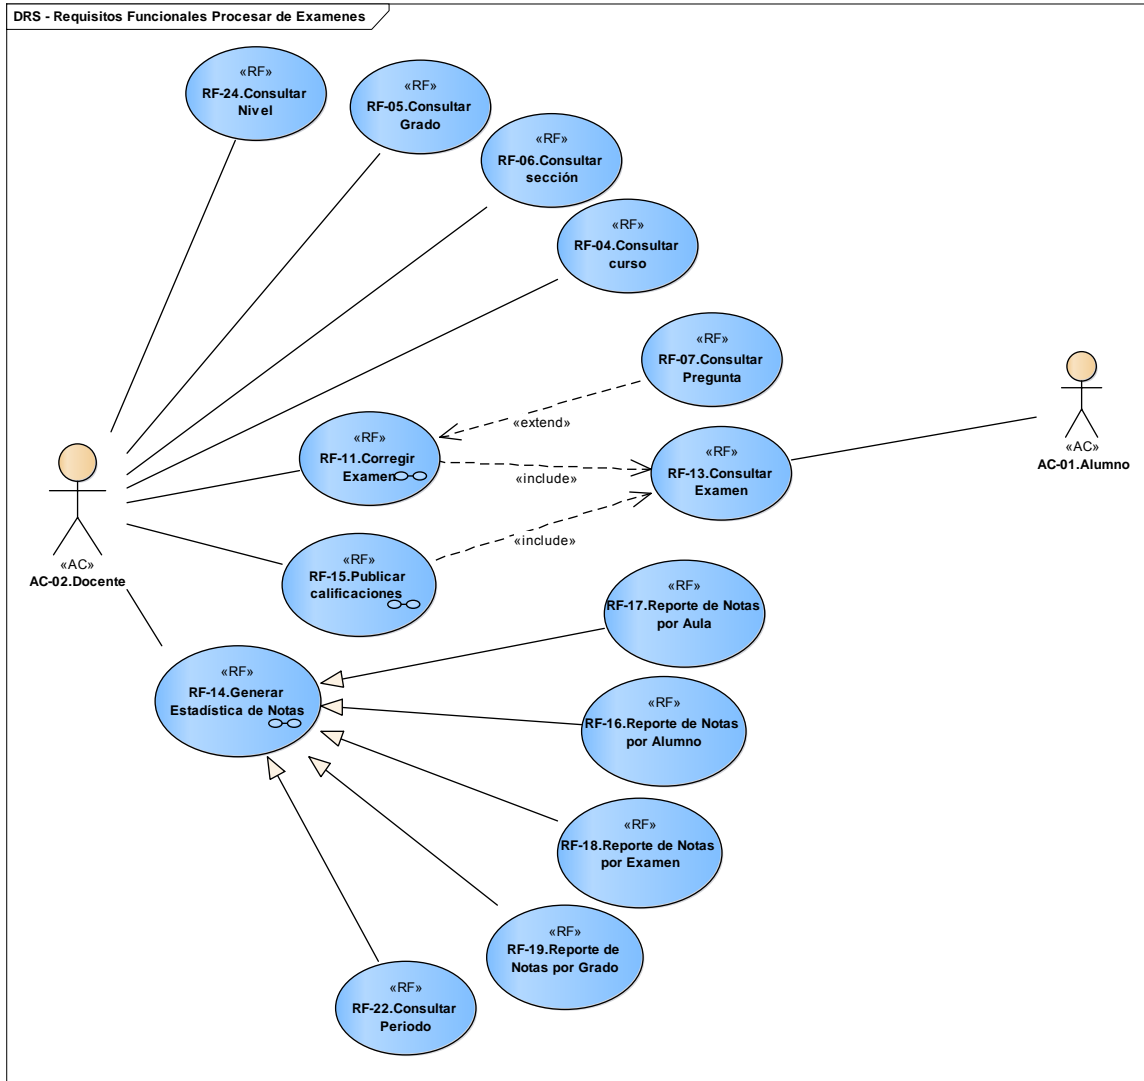 DRS - Requisitos Funcionales Procesar de Examenes
«RF»
RF-24.Consultar
Nivel
«RF»
RF-05.Consultar
Grado
«RF»
RF-06.Consultar
sección
«RF»
RF-04.Consultar
curso
«RF»
RF-07.Consultar
Pregunta
«extend»
«RF»
RF-11.Corregir
Examen
«include»
«RF»
RF-13.Consultar
Examen
«AC»
AC-01.Alumno
«include»
«RF»
RF-15.Publicar
calificaciones
«AC»
AC-02.Docente
«RF»
RF-17.Reporte de Notas
por Aula
«RF»
RF-14.Generar
Estadística de Notas
«RF»
RF-16.Reporte de Notas
por Alumno
«RF»
RF-18.Reporte de Notas
por Examen
«RF»
RF-19.Reporte de
Notas por Grado
«RF»
RF-22.Consultar
Periodo